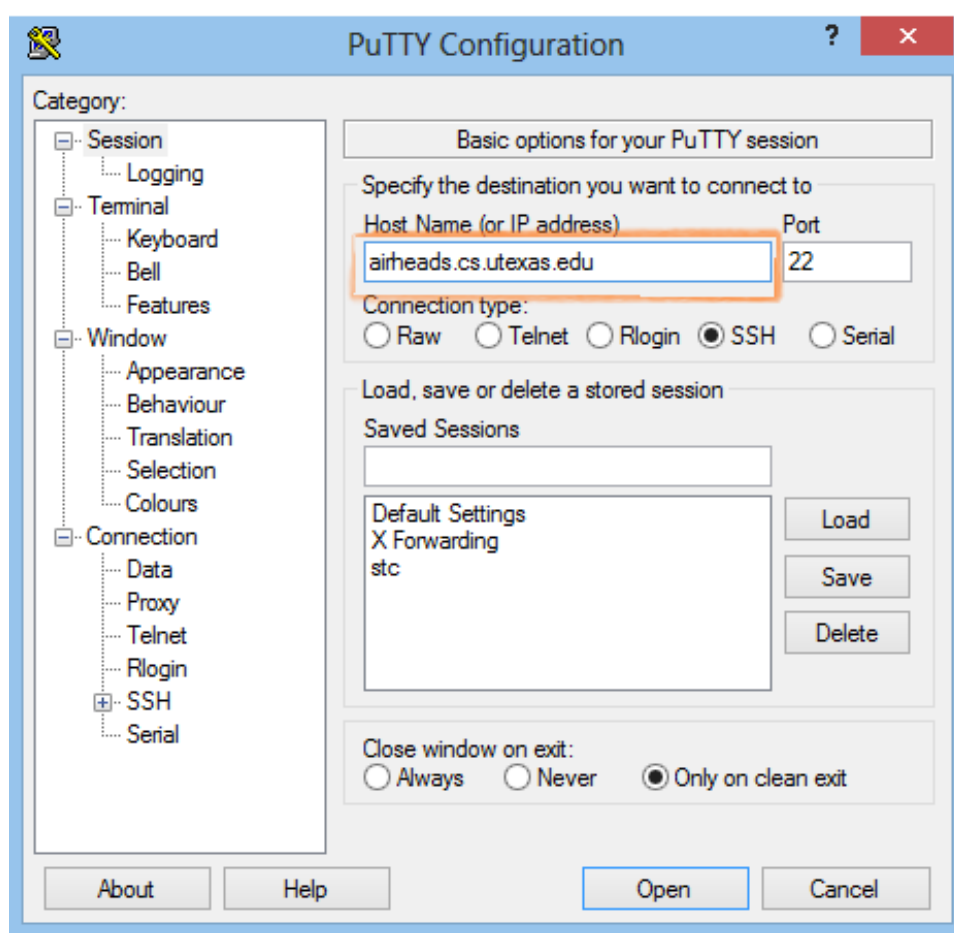 PuTTY Configuration ? ×
Category:
Session
Logging
Terminal
Keyboard
Bell
Features
Window
Appearance
Behaviour
Translation
Selection
Colours
Connection
Data
Proxy
Telnet
Rlogin
SSH
Serial
Basic options for your PuTTY session
Specify the destination you want to connect to
Host Name (or IP address) Port
airheads.cs.utexas.edu 22
Connection type:
Raw Telnet Rlogin SSH Serial
Load, save or delete a stored session
Saved Sessions
Default Settings
X Forwarding
stc
Load
Save
Delete
Close window on exit:
Always Never Only on clean exit
About Help Open Cancel